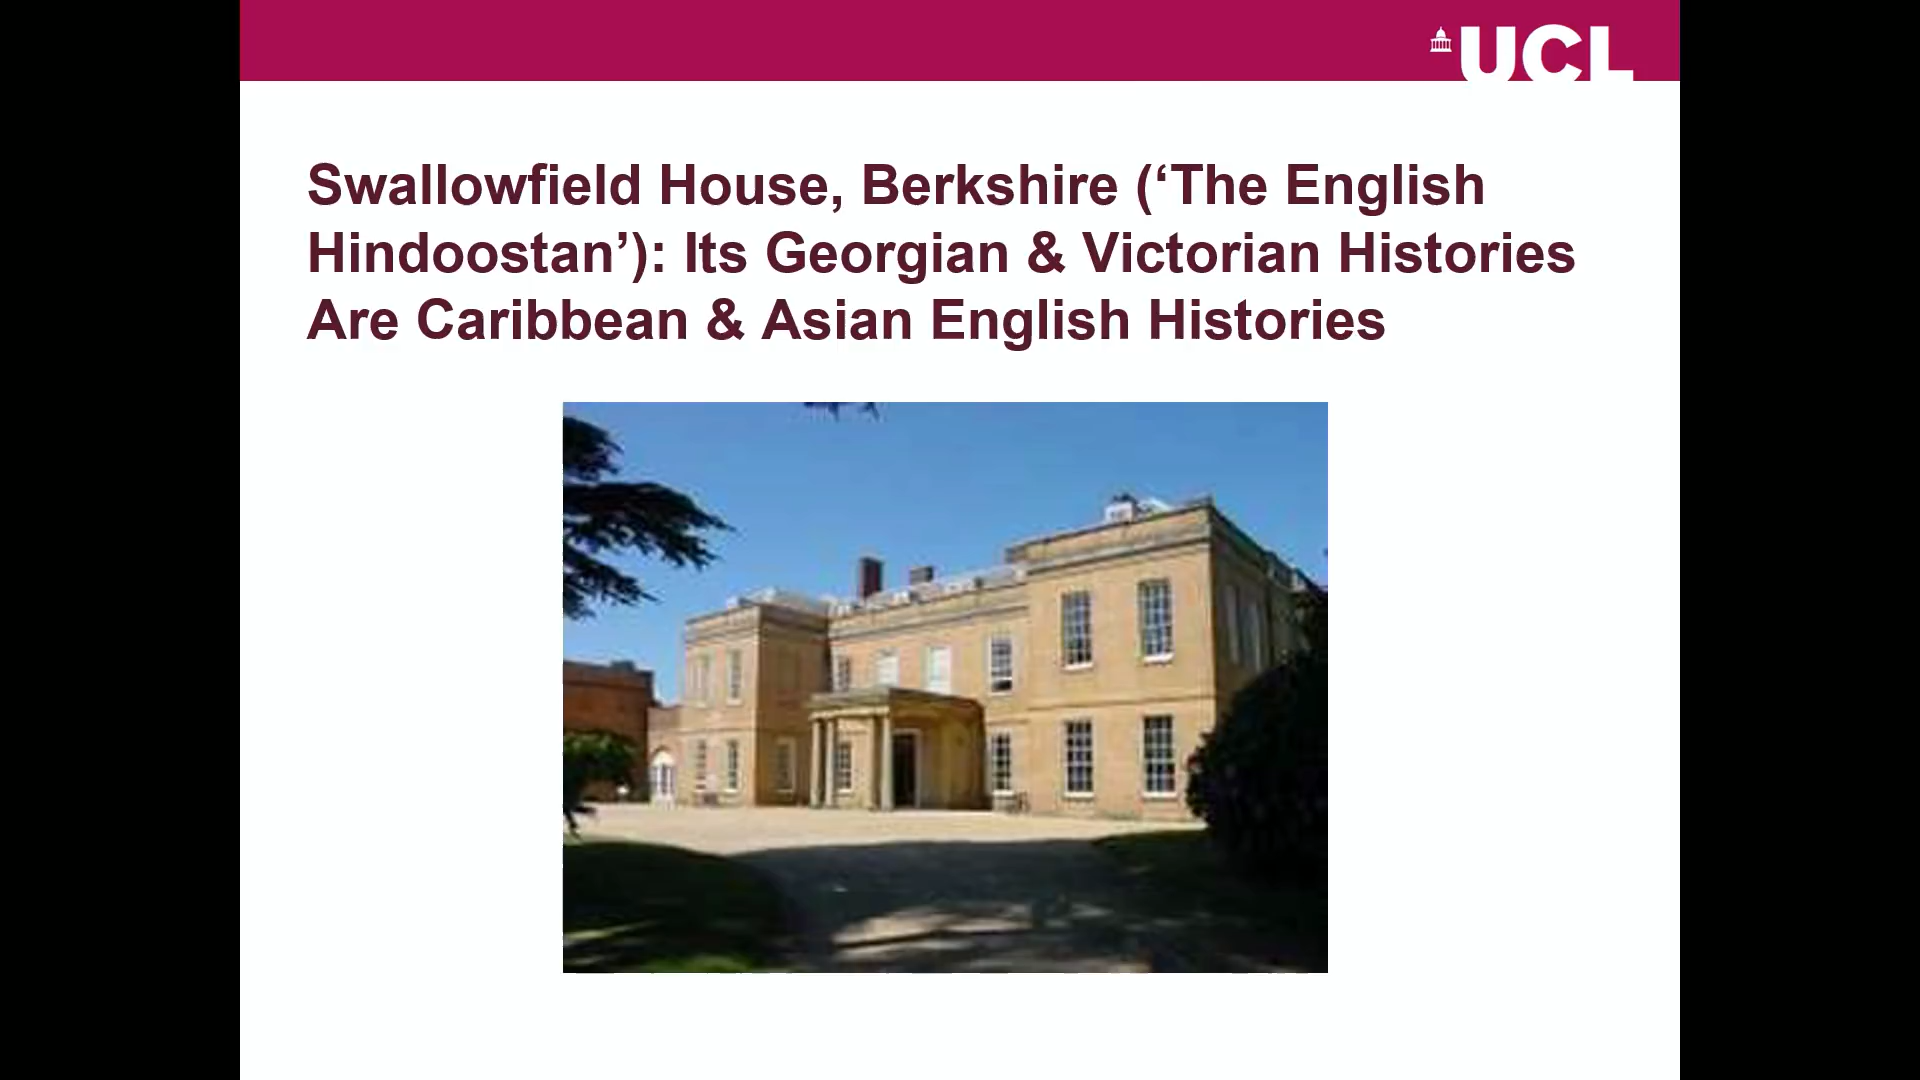 UCL
Swallowfield House, Berkshire (‘The English
Hindoostan’): Its Georgian & Victorian Histories
Are Caribbean & Asian English Histories